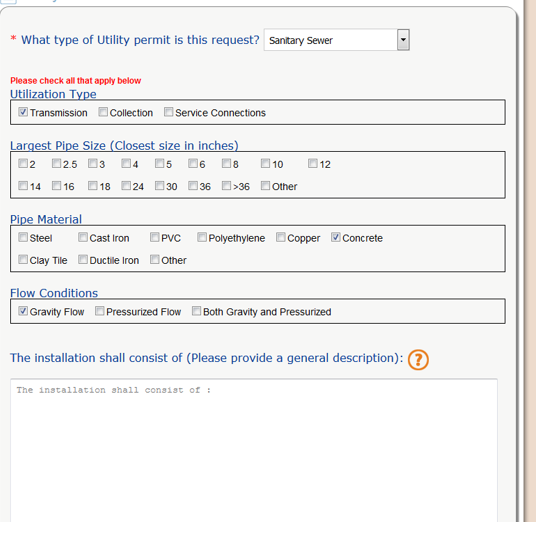 * What type of Utility permit is this request? Sanitary Sewer
Please check all that apply below
Utilization Type
Transmission Collection Service Connections
Largest Pipe Size (Closest size in inches)
2 2.5 3 4 5 6 8 10 12
14 16 18 24 30 36 >36 Other
Pipe Material
Steel Cast Iron PVC Polyethylene Copper Concrete
Clay Tile Ductile Iron Other
Flow Conditions
Gravity Flow Pressurized Flow Both Gravity and Pressurized
The installation shall consist of (Please provide a general description): ?
The installation shall consist of :